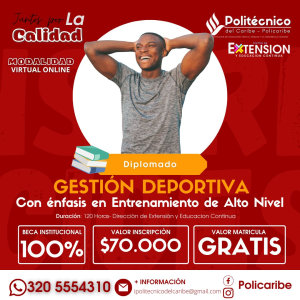 Juntos por La
Calidad
Politécnico
del Caribe - Policaribe
EXTENSION
Y EDUCACION CONTINUA
MODALIDAD
VIRTUAL ONLINE
Diplomado
GESTIÓN DEPORTIVA
Con énfasis en Entrenamiento de Alto Nivel
Duración: 120 Horas- Dirección de Extensión y Educacion Continua
BECA INSTITUCIONAL
100%
VALOR INSCRIPCIÓN
$70.000
VALOR MATRICULA
GRATIS
320 5554310
+ INFORMACIÓN
ipolitecnicodelcaribe@gmail.com
Policaribe